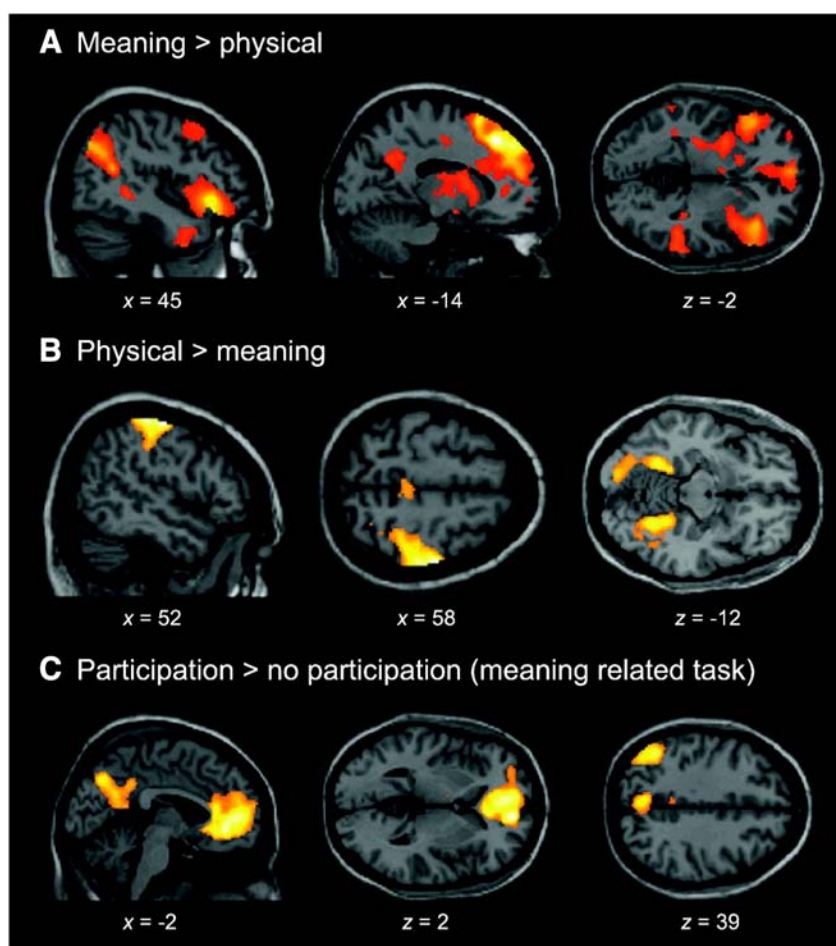 A Meaning > physical
x = 45 x = -14 z = -2
B Physical > meaning
x = 52 x = 58 z = -12
C Participation > no participation (meaning related task)
x = -2 z = 2 z = 39